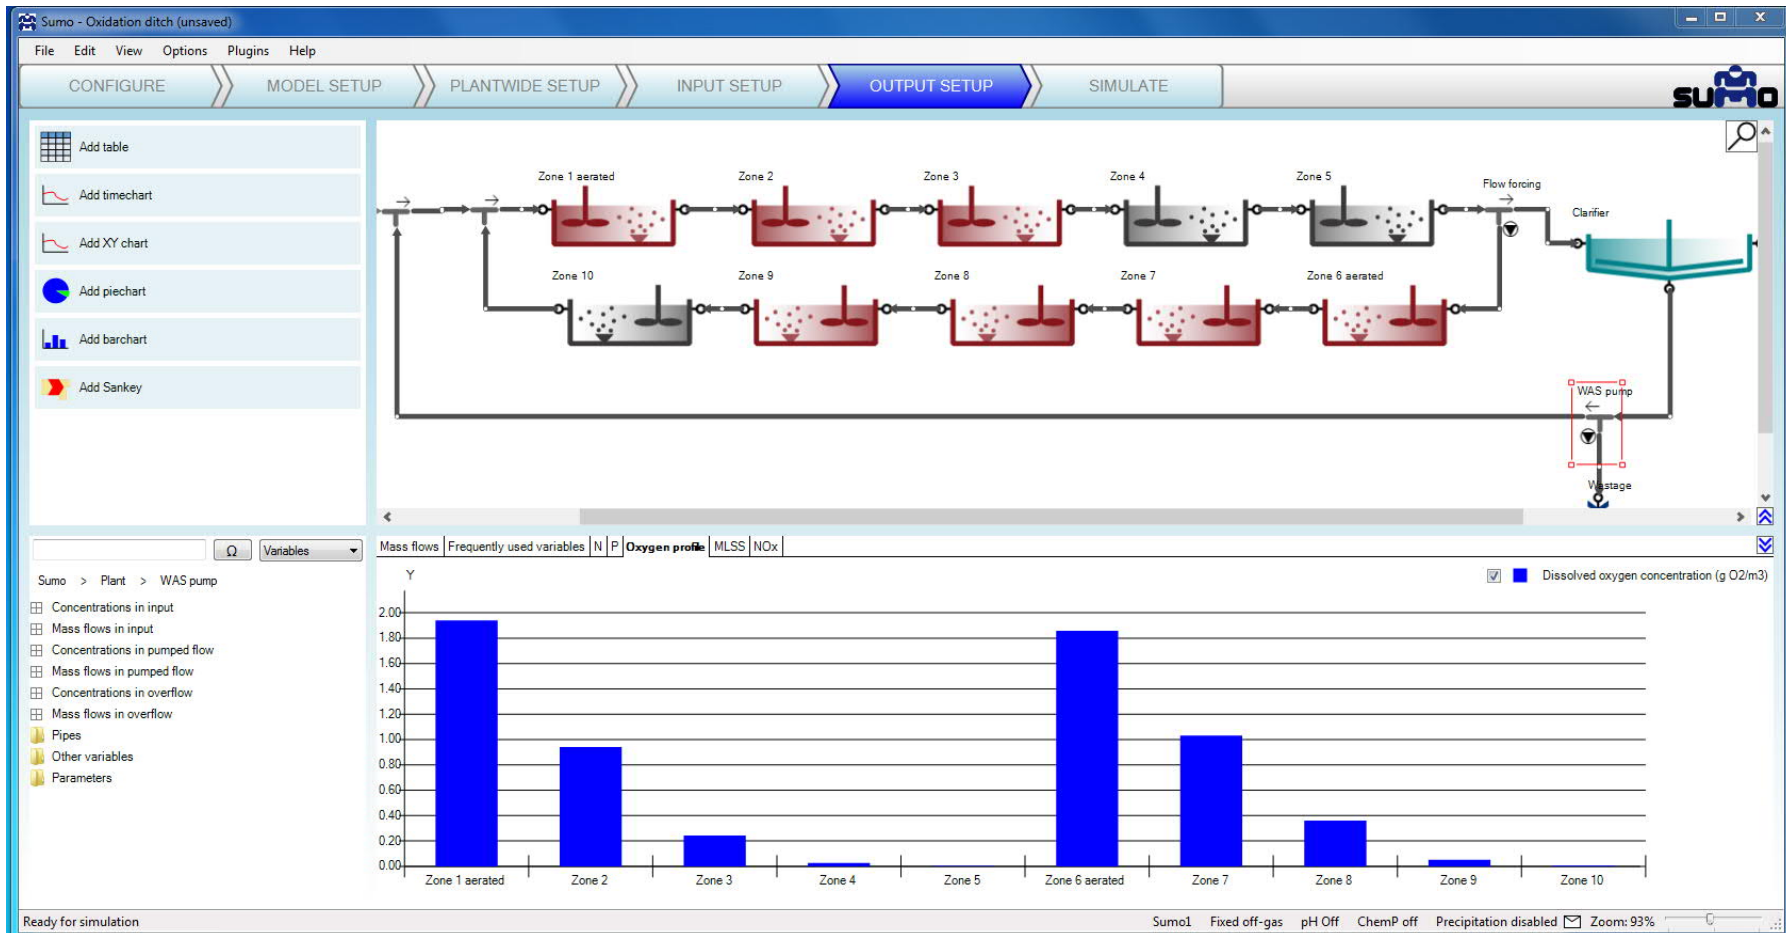 Sumo - Oxidation ditch (unsaved)
File Edit View Options Plugins Help
CONFIGURE MODEL SETUP PLANTWIDE SETUP INPUT SETUP OUTPUT SETUP SIMULATE
sumo
Add table
Add timechart
Add XY chart
Add piechart
Add barchart
Add Sankey
Zone 1 aerated Zone 2 Zone 3 Zone 4 Zone 5 Flow forcing
Clarifier
Zone 10 Zone 9 Zone 8 Zone 7 Zone 6 aerated
WAS pump
Wastage
Ω Variables
Sumo > Plant > WAS pump
Concentrations in input
Mass flows in input
Concentrations in pumped flow
Mass flows in pumped flow
Concentrations in overflow
Mass flows in overflow
Pipes
Other variables
Parameters
Mass flows Frequently used variables N P Oxygen profile MLSS NOx
Y
Dissolved oxygen concentration (g O2/m3)
2.00
1.80
1.60
1.40
1.20
1.00
0.80
0.60
0.40
0.20
0.00
Zone 1 aerated Zone 2 Zone 3 Zone 4 Zone 5 Zone 6 aerated Zone 7 Zone 8 Zone 9 Zone 10
Ready for simulation Sumo1 Fixed off-gas pH Off ChemP off Precipitation disabled Zoom: 93%